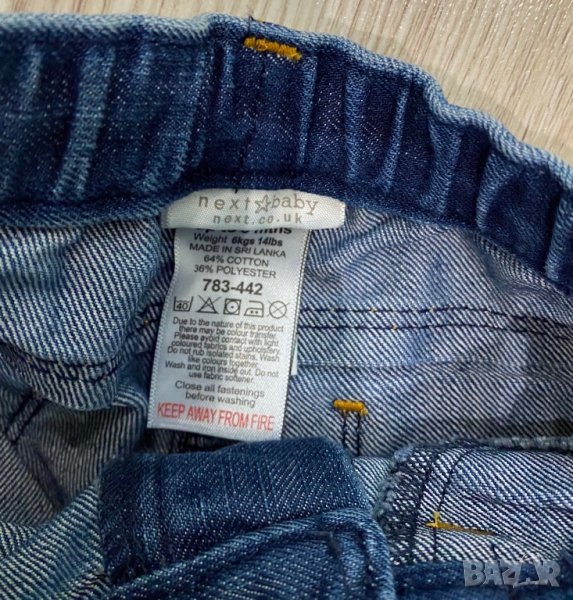 next baby
next.co.uk
mths
Weight 6kgs 14lbs
MADE IN SRI LANKA
64% COTTON
36% POLYESTER
783-442
40
Due to the nature of this product
there may be colour transfer.
Please avoid contact with light
coloured fabrics and upholstery.
Do not rub isolated stains. Wash
like colours together.
Wash and iron inside out. Do not
use fabric softener.
Close all fastenings
before washing
KEEP AWAY FROM FIRE
BAZAR